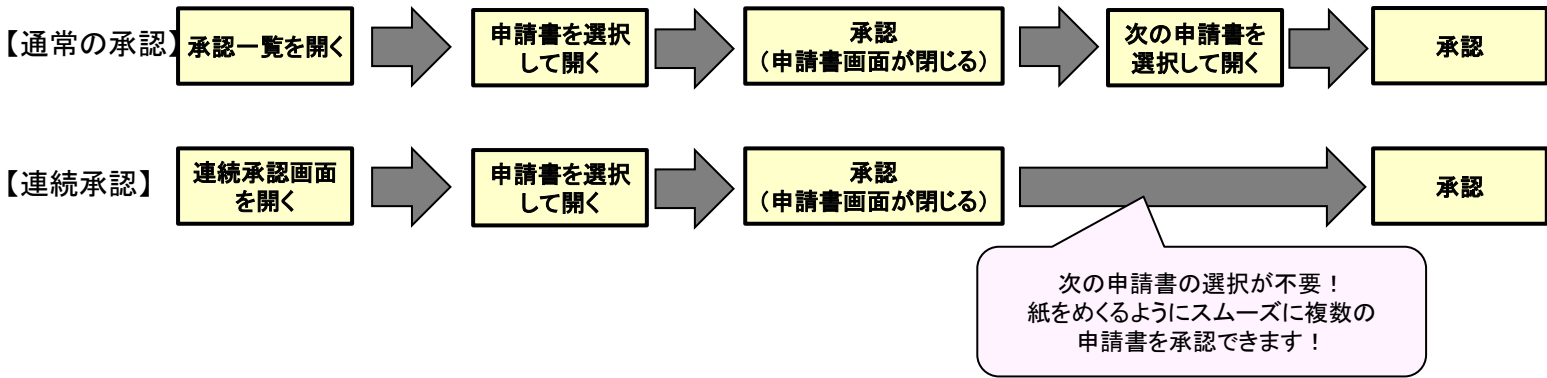 【通常の承認】
承認一覧を開く
申請書を選択
して開く
承認
（申請書画面が閉じる）
次の申請書を
選択して開く
承認
【連続承認】
連続承認画面
を開く
申請書を選択
して開く
承認
（申請書画面が閉じる）
承認
次の申請書の選択が不要！
紙をめくるようにスムーズに複数の
申請書を承認できます！